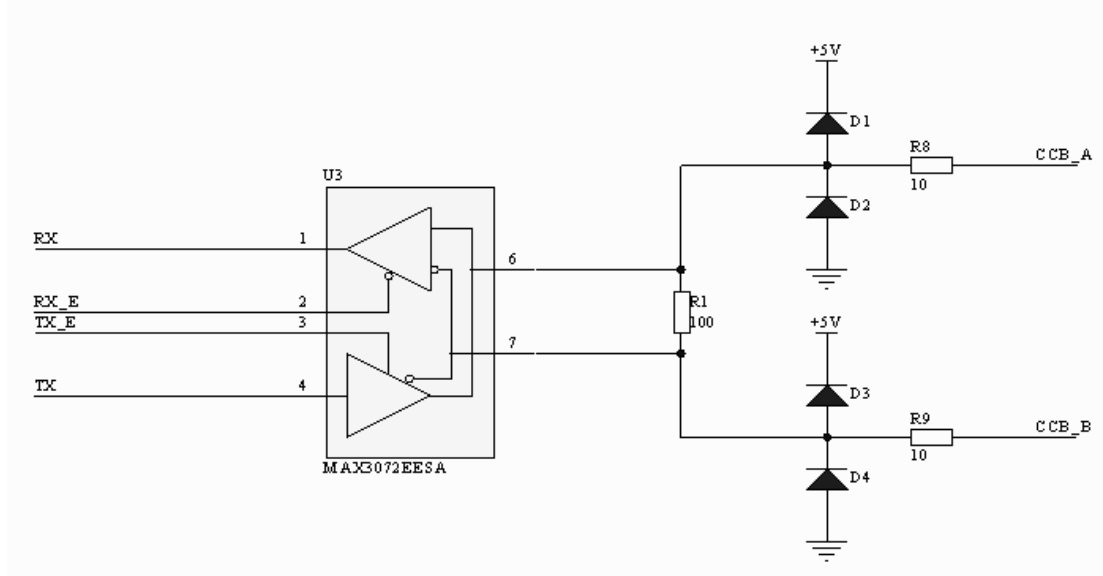 +5V
D1
R8
CCB_A
10
U3
D2
RX
1
6
RX_E
2
R1
TX_E
3
100
+5V
7
TX
4
D3
R9
CCB_B
10
MAX3072EESA
D4